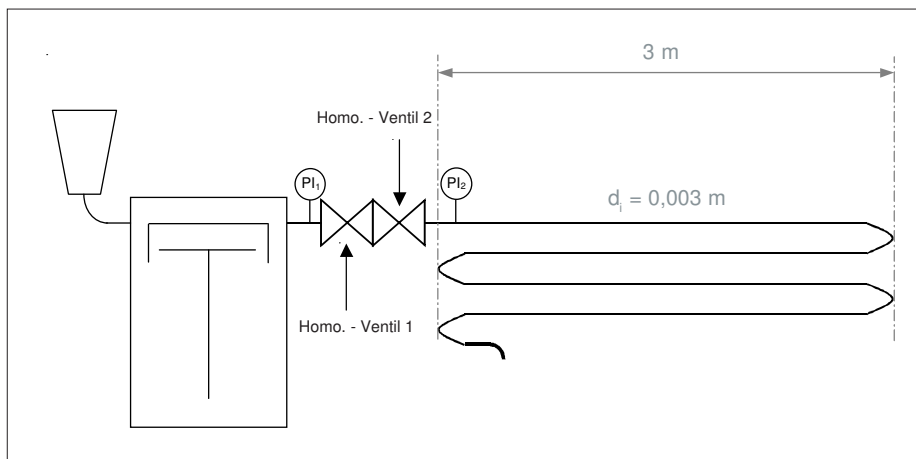 3 m
Homo. - Ventil 2
PI₁
PI₂
dᵢ = 0,003 m
Homo. - Ventil 1